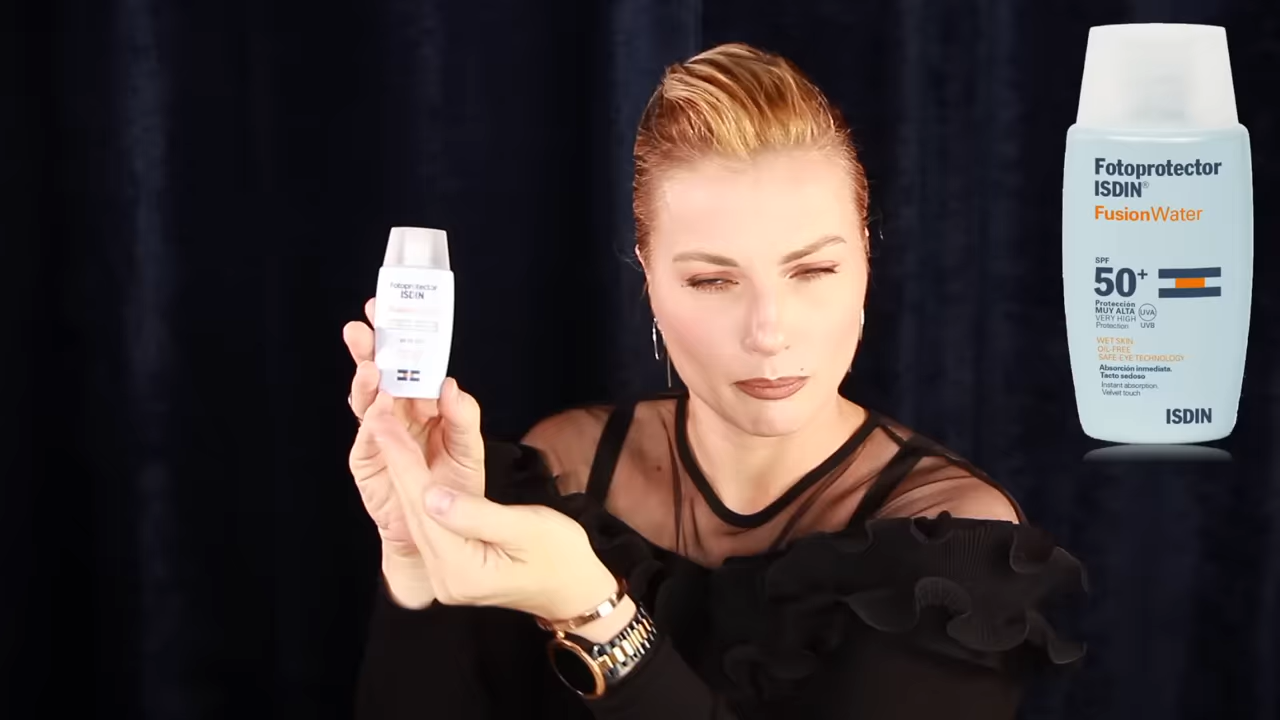 Fotoprotector
ISDIN
Fotoprotector
ISDIN®
FusionWater
SPF
50+
Protección
MUY ALTA
VERY HIGH
Protection
UVA
UVB
WET SKIN
OIL-FREE
SAFE-EYE TECHNOLOGY
Absorción inmediata.
Tacto sedoso
Instant absorption.
Velvet touch
ISDIN